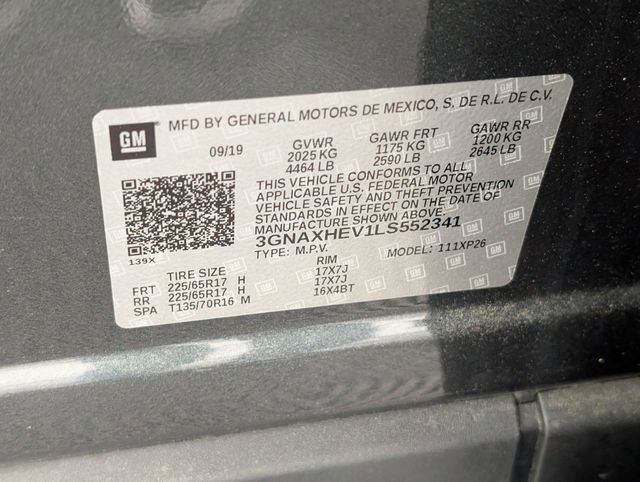 GM
MFD BY GENERAL MOTORS DE MEXICO, S. DE R.L. DE C.V.
09/19 GVWR GAWR FRT GAWR RR
2025 KG 1175 KG 1200 KG
4464 LB 2590 LB 2645 LB
THIS VEHICLE CONFORMS TO ALL
APPLICABLE U.S. FEDERAL MOTOR
VEHICLE SAFETY AND THEFT PREVENTION
STANDARDS IN EFFECT ON THE DATE OF
MANUFACTURE SHOWN ABOVE.
3GNAXHEV1LS552341
TYPE: M.P.V. MODEL: 111XP26
139X
TIRE SIZE RIM
FRT 225/65R17 H 17X7J
RR 225/65R17 H 17X7J
SPA T135/70R16 M 16X4BT